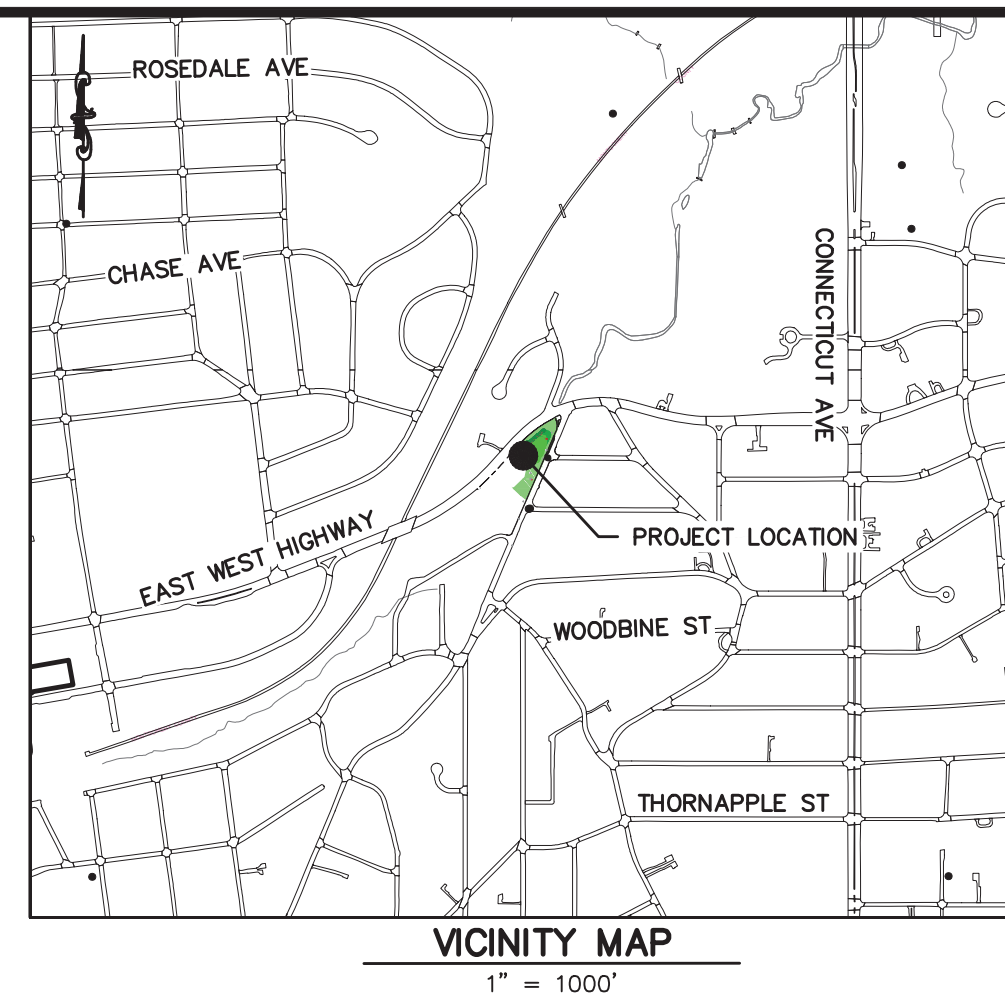 ROSEDALE AVE
CHASE AVE
CONNECTICUT AVE
EAST WEST HIGHWAY
PROJECT LOCATION
WOODBINE ST
THORNAPPLE ST
VICINITY MAP
1" = 1000'